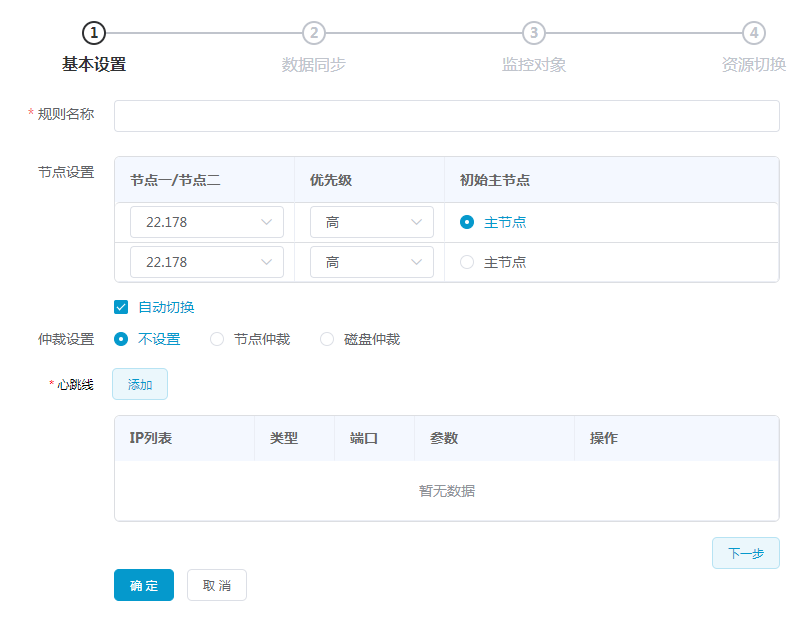 1 2 3 4
基本设置 数据同步 监控对象 资源切换
* 规则名称
节点设置
节点一/节点二 优先级 初始主节点
22.178 高 主节点
22.178 高 主节点
自动切换
仲裁设置 不设置 节点仲裁 磁盘仲裁
* 心跳线 添加
IP列表 类型 端口 参数 操作
暂无数据
下一步
确 定 取 消